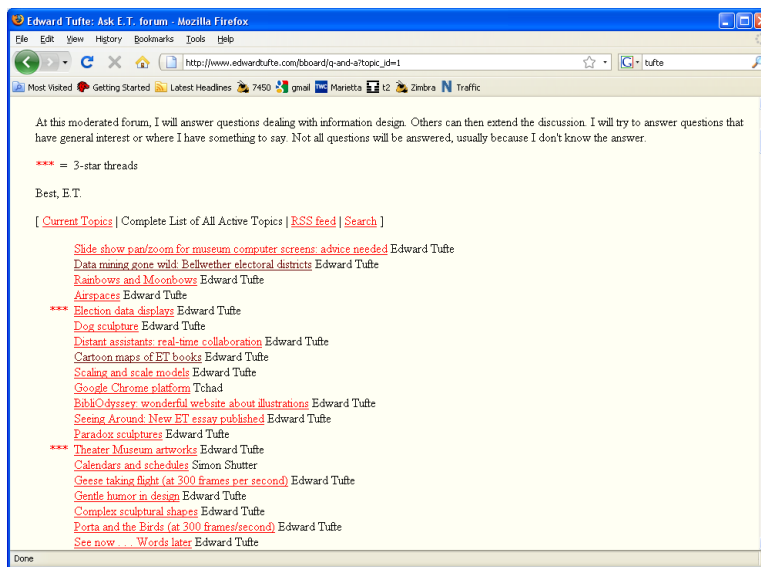 Edward Tufte: Ask E.T. forum - Mozilla Firefox
File Edit View History Bookmarks Tools Help
http://www.edwardtufte.com/bboard/q-and-a?topic_id=1
G tufte
Most Visited Getting Started Latest Headlines 7450 gmail TWC Marietta t2 Zimbra N Traffic
At this moderated forum, I will answer questions dealing with information design. Others can then extend the discussion. I will try to answer questions that
have general interest or where I have something to say. Not all questions will be answered, usually because I don't know the answer.
*** = 3-star threads
Best, E.T.
[ Current Topics | Complete List of All Active Topics | RSS feed | Search ]
Slide show pan/zoom for museum computer screens: advice needed Edward Tufte
Data mining gone wild: Bellwether electoral districts Edward Tufte
Rainbows and Moonbows Edward Tufte
Airspaces Edward Tufte
*** Election data displays Edward Tufte
Dog sculpture Edward Tufte
Distant assistants: real-time collaboration Edward Tufte
Cartoon maps of ET books Edward Tufte
Scaling and scale models Edward Tufte
Google Chrome platform Tchad
BibliOdyssey: wonderful website about illustrations Edward Tufte
Seeing Around: New ET essay published Edward Tufte
Paradox sculptures Edward Tufte
*** Theater Museum artworks Edward Tufte
Calendars and schedules Simon Shutter
Geese taking flight (at 300 frames per second) Edward Tufte
Gentle humor in design Edward Tufte
Complex sculptural shapes Edward Tufte
Porta and the Birds (at 300 frames/second) Edward Tufte
See now . . . Words later Edward Tufte
Done